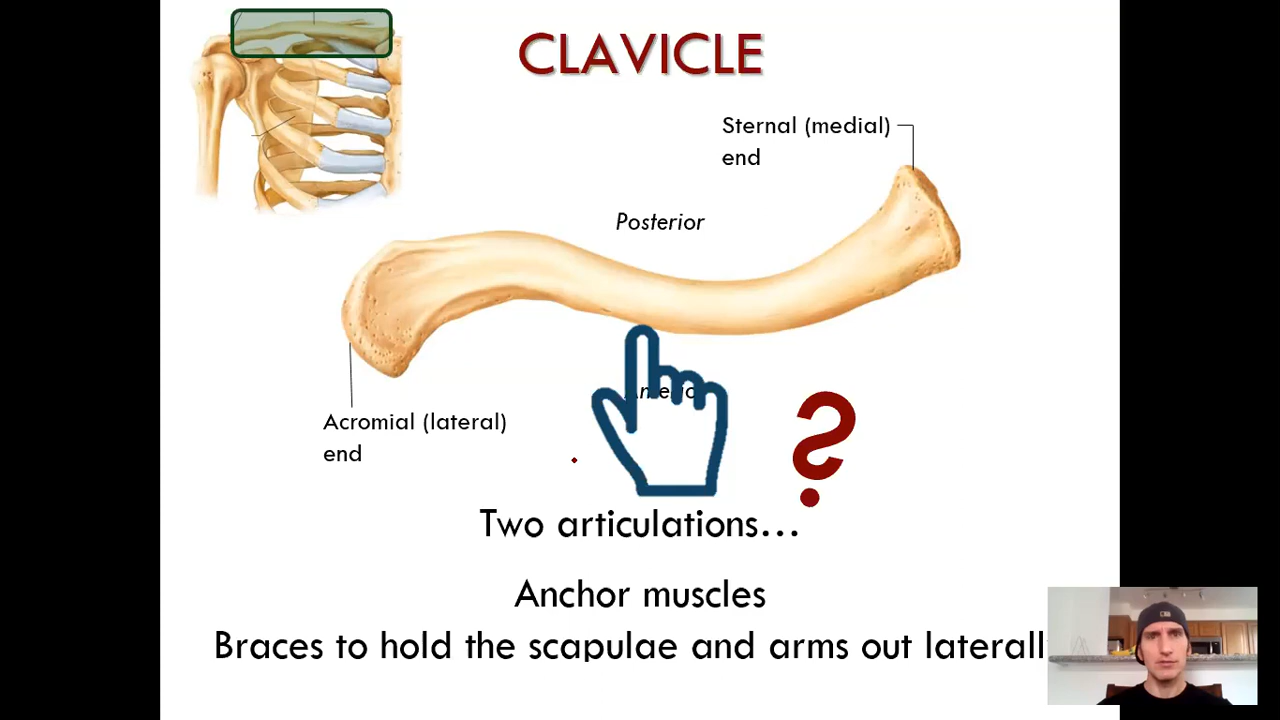 CLAVICLE
Sternal (medial)
end
Posterior
Acromial (lateral)
end
?
Two articulations…
Anchor muscles
Braces to hold the scapulae and arms out